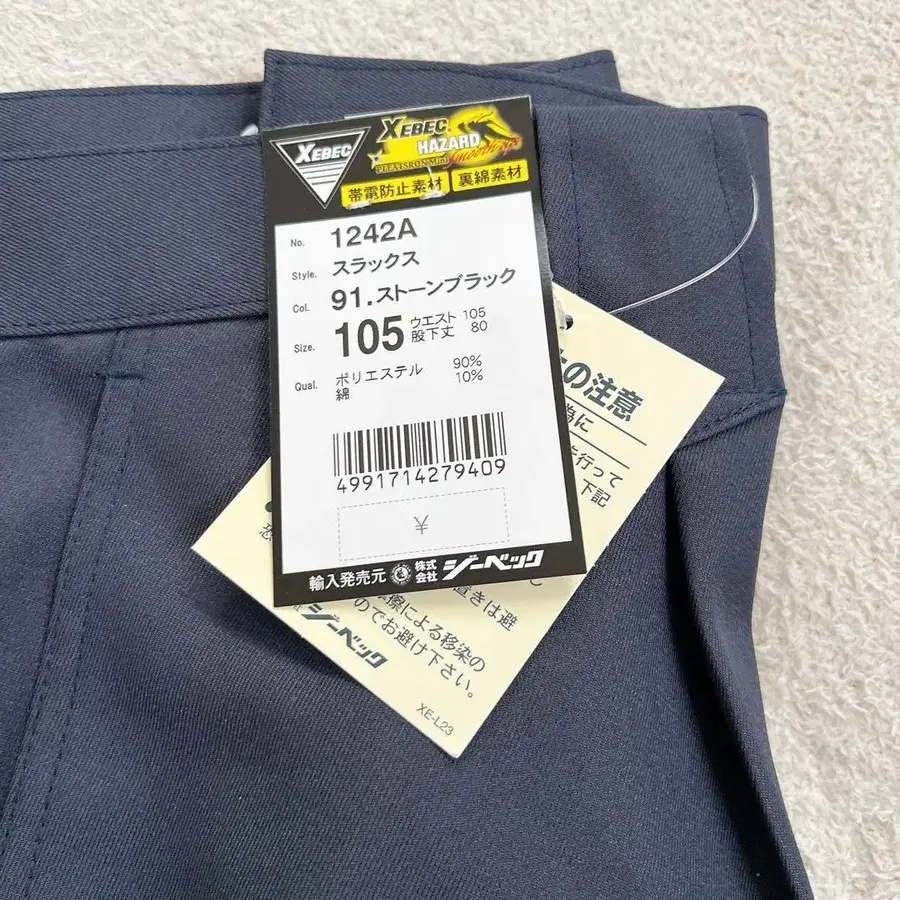 XEBEC
XEBEC
HAZARD
Smooth-up
帯電防止素材 裏綿素材
No. 1242A
Style. スラックス
Col. 91.ストーンブラック
Size. 105 ウエスト 105
股下丈 80
Qual. ポリエステル 90%
綿 10%
4991714279409
¥
輸入発売元 株式会社 ジーベック
の注意
為に
行って
下記
置きは避
際による移染の
のでお避け下さい。
ジーベック
XE-L23